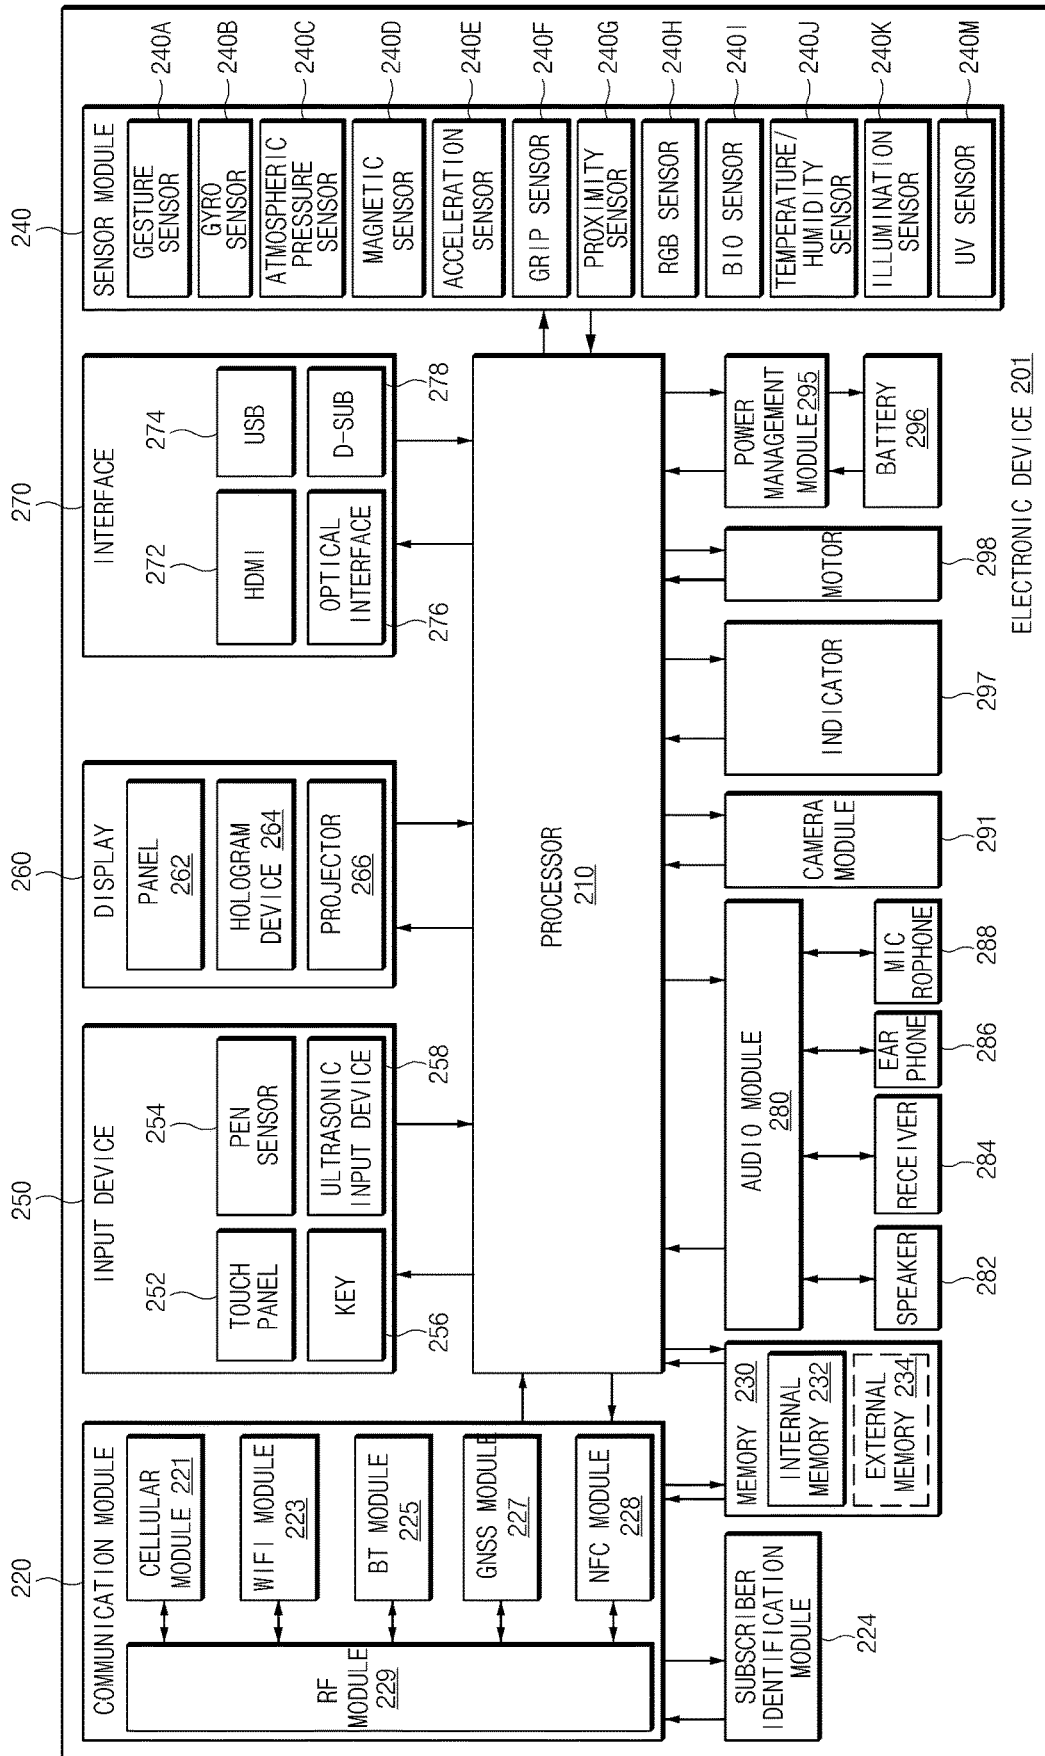 220
COMMUNICATION MODULE
CELLULAR
MODULE 221
WIFI MODULE
223
BT MODULE
225
GNSS MODULE
227
NFC MODULE
228
RF
MODULE
229
SUBSCRIBER
IDENTIFICATION
MODULE
224
250
INPUT DEVICE
252
254
TOUCH
PANEL
PEN
SENSOR
KEY
ULTRASONIC
INPUT DEVICE
256
258
260
DISPLAY
PANEL
262
HOLOGRAM
DEVICE 264
PROJECTOR
266
270
INTERFACE
272
274
HDMI
USB
OPTICAL
INTERFACE
D-SUB
276
278
240
SENSOR MODULE
GESTURE
SENSOR
240A
GYRO
SENSOR
240B
ATMOSPHERIC
PRESSURE
SENSOR
240C
MAGNETIC
SENSOR
240D
ACCELERATION
SENSOR
240E
GRIP SENSOR
240F
PROXIMITY
SENSOR
240G
RGB SENSOR
240H
BIO SENSOR
240I
TEMPERATURE/
HUMIDITY
SENSOR
240J
ILLUMINATION
SENSOR
240K
UV SENSOR
240M
PROCESSOR
210
MEMORY 230
INTERNAL
MEMORY 232
EXTERNAL
MEMORY 234
AUDIO MODULE
280
SPEAKER
282
RECEIVER
284
EAR
PHONE
286
MIC
ROPHONE
288
CAMERA
MODULE
291
INDICATOR
297
MOTOR
298
POWER
MANAGEMENT
MODULE295
BATTERY
296
ELECTRONIC DEVICE 201